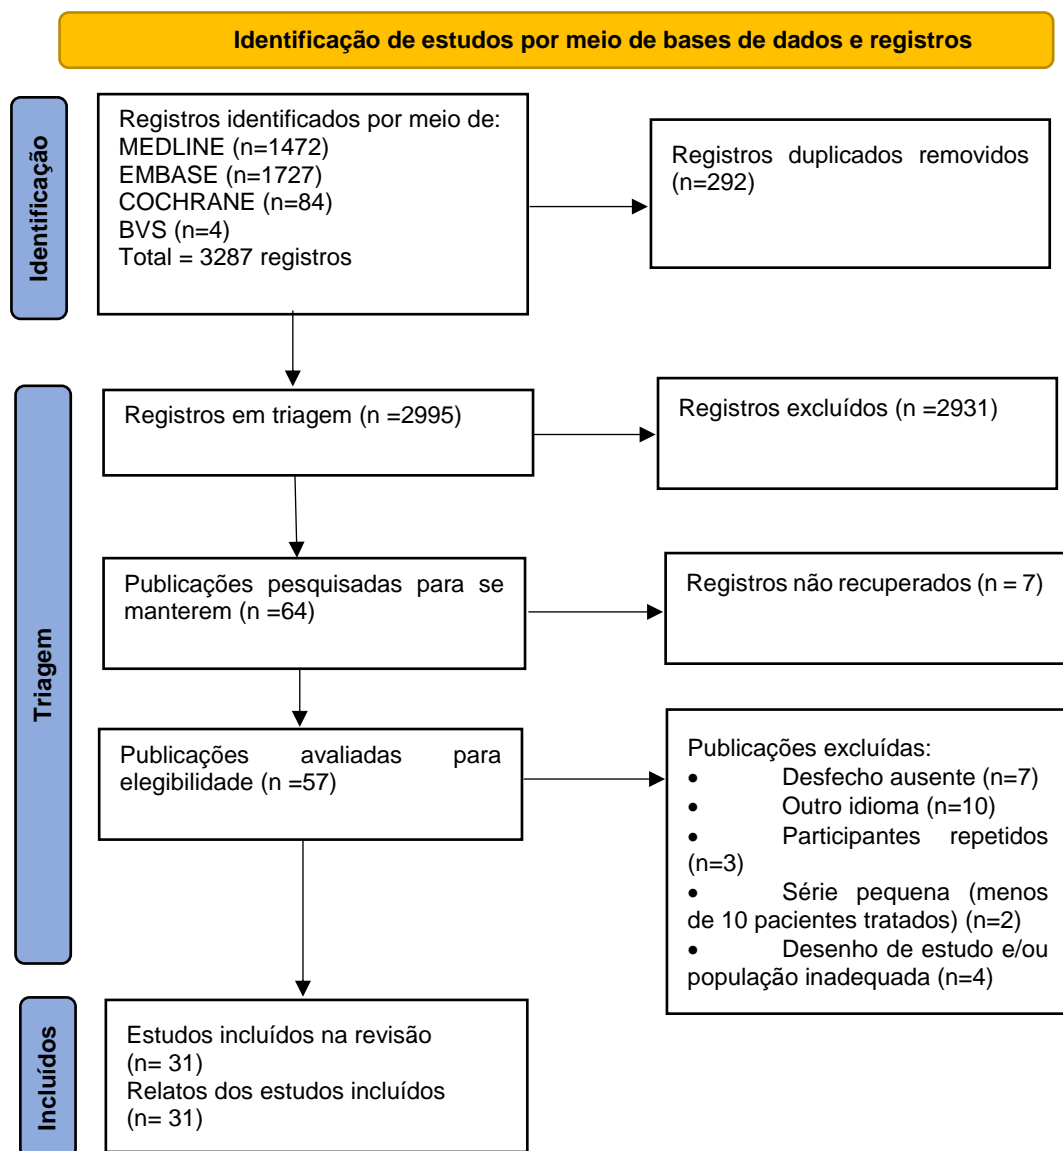 Identificação de estudos por meio de bases de dados e registros
Identificação
Registros identificados por meio de:
MEDLINE (n=1472)
EMBASE (n=1727)
COCHRANE (n=84)
BVS (n=4)
Total = 3287 registros
Registros duplicados removidos
(n=292)
Triagem
Registros em triagem (n =2995)
Registros excluídos (n =2931)
Publicações pesquisadas para se
manterem (n =64)
Registros não recuperados (n = 7)
Publicações avaliadas para
elegibilidade (n =57)
Publicações excluídas:
• Desfecho ausente (n=7)
• Outro idioma (n=10)
• Participantes repetidos
(n=3)
• Série pequena (menos
de 10 pacientes tratados) (n=2)
• Desenho de estudo e/ou
população inadequada (n=4)
Incluídos
Estudos incluídos na revisão
(n= 31)
Relatos dos estudos incluídos
(n= 31)